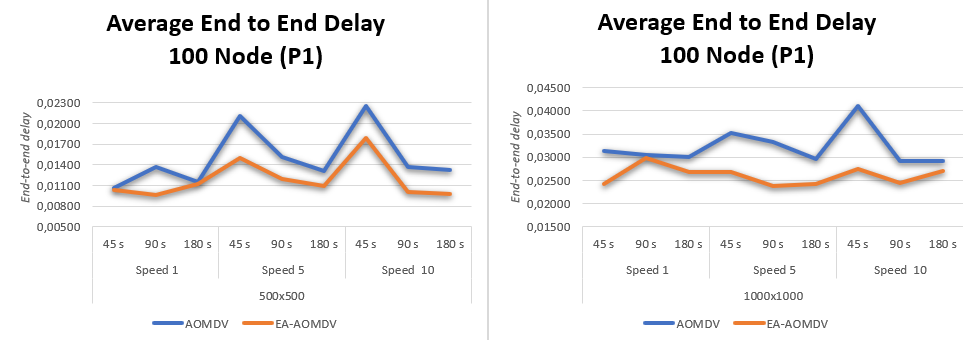 Average End to End Delay
100 Node (P1)
End-to-end delay
0,02300
0,02000
0,01700
0,01400
0,01100
0,00800
0,00500
45 s 90 s 180 s 45 s 90 s 180 s 45 s 90 s 180 s
Speed 1 Speed 5 Speed 10
500x500
AOMDV EA-AOMDV
Average End to End Delay
100 Node (P1)
End-to-end delay
0,04500
0,04000
0,03500
0,03000
0,02500
0,02000
0,01500
45 s 90 s 180 s 45 s 90 s 180 s 45 s 90 s 180 s
Speed 1 Speed 5 Speed 10
1000x1000
AOMDV EA-AOMDV